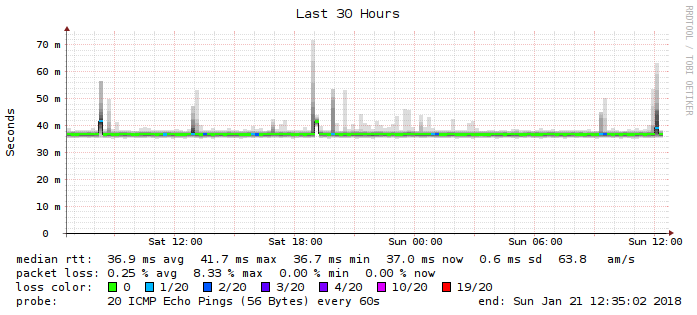 Last 30 Hours
RRDTOOL / TOBI OETIKER
Seconds
70 m
60 m
50 m
40 m
30 m
20 m
10 m
0
Sat 12:00 Sat 18:00 Sun 00:00 Sun 06:00 Sun 12:00
median rtt: 36.9 ms avg 41.7 ms max 36.7 ms min 37.0 ms now 0.6 ms sd 63.8 am/s
packet loss: 0.25 % avg 8.33 % max 0.00 % min 0.00 % now
loss color: 0 1/20 2/20 3/20 4/20 10/20 19/20
probe: 20 ICMP Echo Pings (56 Bytes) every 60s end: Sun Jan 21 12:35:02 2018